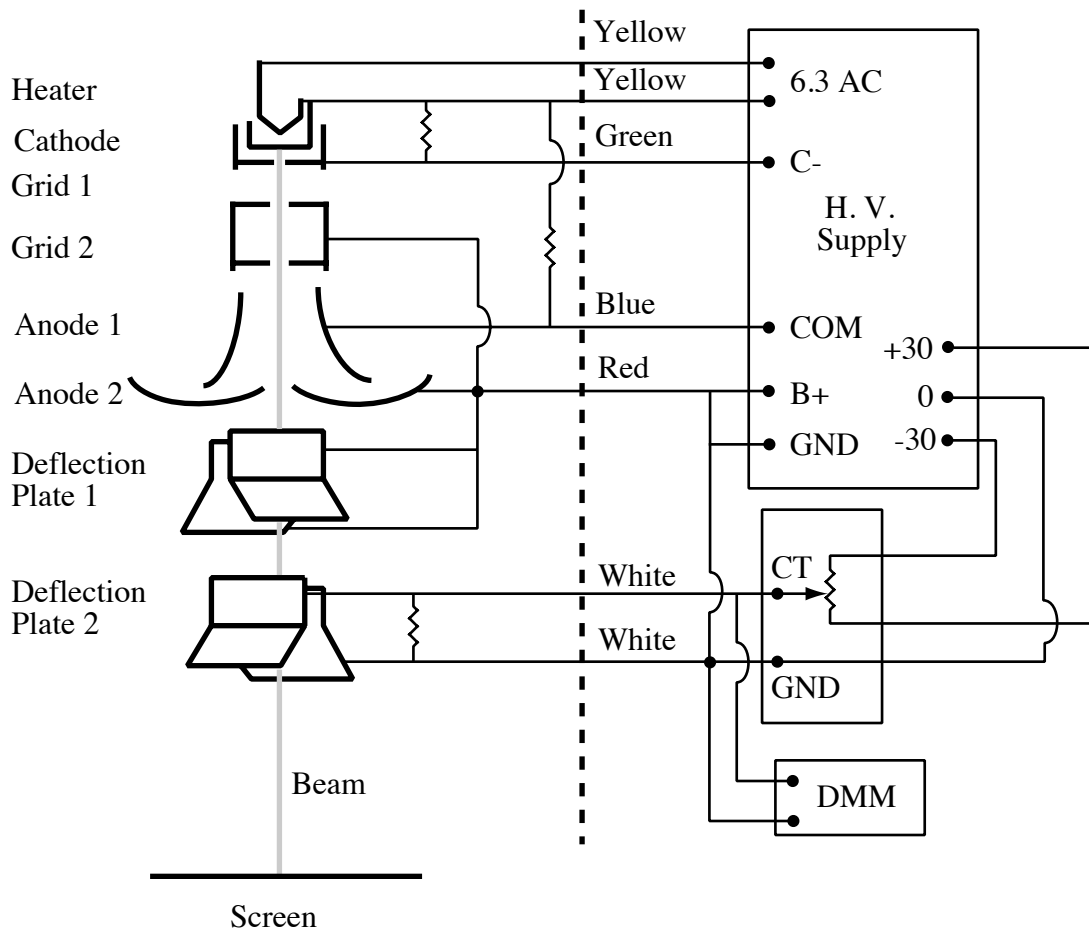 Yellow
Yellow
Heater
6.3 AC
Cathode
Green
C-
Grid 1
H. V.
Supply
Grid 2
Blue
Anode 1
COM
+30
Red
Anode 2
B+
0
GND
-30
Deflection
Plate 1
CT
White
Deflection
Plate 2
White
GND
Beam
DMM
Screen